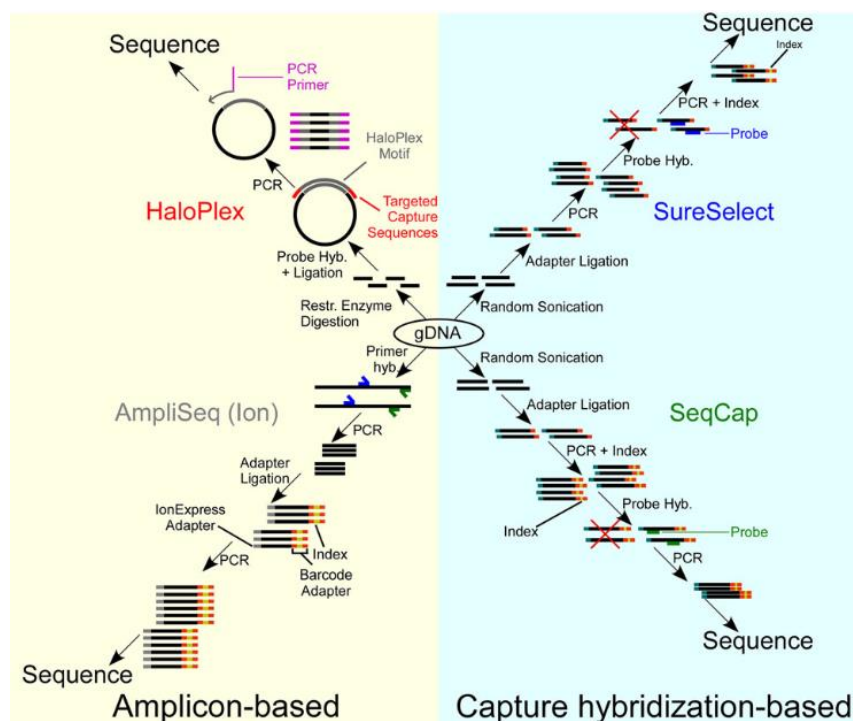 Sequence
PCR
Primer
HaloPlex
Motif
PCR
HaloPlex
Targeted
Capture
Sequences
Probe Hyb.
+ Ligation
Restr. Enzyme
Digestion
gDNA
Sequence
Index
PCR + Index
Probe
Probe Hyb.
PCR
SureSelect
Adapter Ligation
Random Sonication
Primer
hyb.
AmpliSeq (Ion)
PCR
Adapter
Ligation
IonExpress
Adapter
Index
PCR
Barcode
Adapter
Sequence
Amplicon-based
Random Sonication
Adapter Ligation
SeqCap
PCR + Index
Probe Hyb.
Index
Probe
PCR
Sequence
Capture hybridization-based